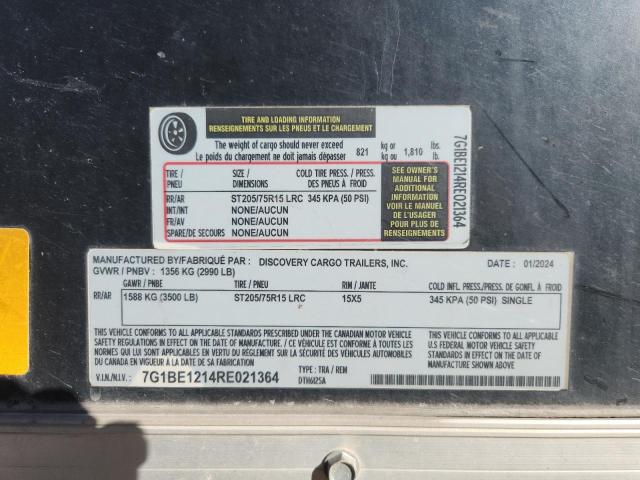 TIRE AND LOADING INFORMATION
RENSEIGNEMENTS SUR LES PNEUS ET LE CHARGEMENT
The weight of cargo should never exceed
Le poids du chargement ne doit jamais dépasser
821
kg or
kg ou
1,810
lbs.
lb.
TIRE / SIZE / COLD TIRE PRESS. / PRESS.
PNEU DIMENSIONS DES PNEUS À FROID
RR/AR ST205/75R15 LRC 345 KPA (50 PSI)
INT/INT NONE/AUCUN
SPARE/DE SECOURS NONE/AUCUN
NONE/AUCUN
SEE OWNER'S
MANUAL FOR
ADDITIONAL
INFORMATION
VOIR LE MANUEL
DE L'USAGER
POUR PLUS DE
RENSEIGNEMENTS
7G1BE1214RE021364
MANUFACTURED BY/FABRIQUÉ PAR : DISCOVERY CARGO TRAILERS, INC. DATE : 01/2024
GVWR / PNBV : 1356 KG (2990 LB)
GAWR / PNBE TIRE / PNEU RIM / JANTE COLD INFL. PRESS./PRESS. DE GONFL. À FROID
RR/AR 1588 KG (3500 LB) ST205/75R15 LRC 15X5 345 KPA (50 PSI) SINGLE
THIS VEHICLE CONFORMS TO ALL APPLICABLE STANDARDS PRESCRIBED UNDER THE CANADIAN MOTOR VEHICLE
SAFETY REGULATIONS IN EFFECT ON THE DATE OF MANUFACTURE. / CE VÉHICULE EST CONFORME À TOUTES
LES NORMES QUI LUI SONT APPLICABLES EN VERTU DU RÈGLEMENT SUR LA SÉCURITÉ DES VÉHICULES AUTOMOBILES
DU CANADA EN VIGUEUR À LA DATE DE SA FABRICATION.
THIS VEHICLE CONFORMS TO ALL APPLICABLE
U.S FEDERAL MOTOR VEHICLE SAFETY
STANDARDS IN EFFECT ON THE DATE OF
MANUFACTURE SHOWN ABOVE.
V.I.N./N.I.V. : 7G1BE1214RE021364
TYPE : TRA / REM
DTH612SA